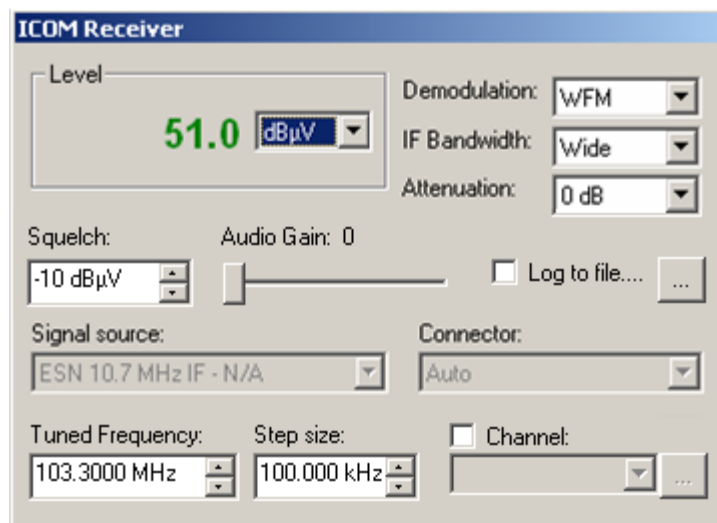 ICOM Receiver
Level
51.0 dBµV
Demodulation: WFM
IF Bandwidth: Wide
Attenuation: 0 dB
Squelch:
-10 dBµV
Audio Gain: 0
Log to file.... ...
Signal source:
ESN 10.7 MHz IF - N/A
Connector:
Auto
Tuned Frequency:
103.3000 MHz
Step size:
100.000 kHz
Channel:
...